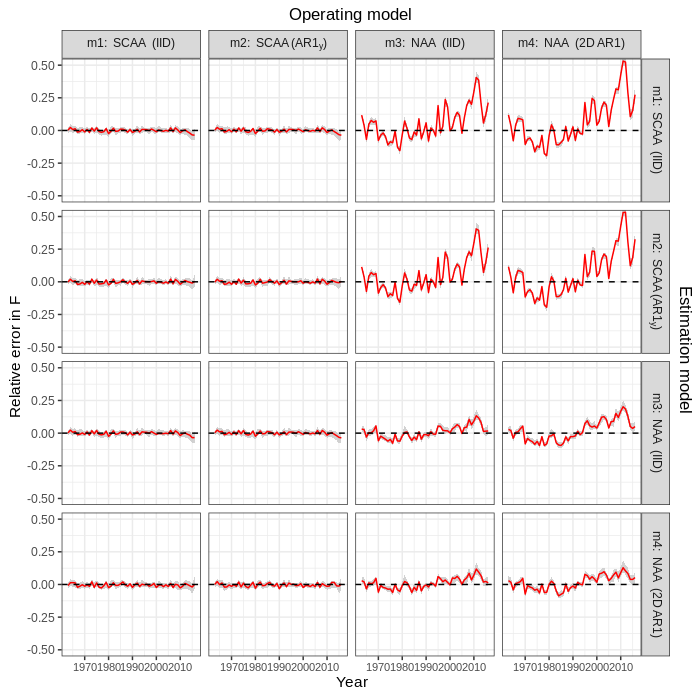 Operating model
m1: SCAA (IID)
m2: SCAA (AR1y)
m3: NAA (IID)
m4: NAA (2D AR1)
0.50
0.25
0.00
-0.25
-0.50
m1: SCAA (IID)
0.50
0.25
0.00
-0.25
-0.50
m2: SCAA (AR1y)
0.50
0.25
0.00
-0.25
-0.50
m3: NAA (IID)
0.50
0.25
0.00
-0.25
-0.50
m4: NAA (2D AR1)
Relative error in F
Estimation model
1970 1980 1990 2000 2010
1970 1980 1990 2000 2010
1970 1980 1990 2000 2010
1970 1980 1990 2000 2010
Year